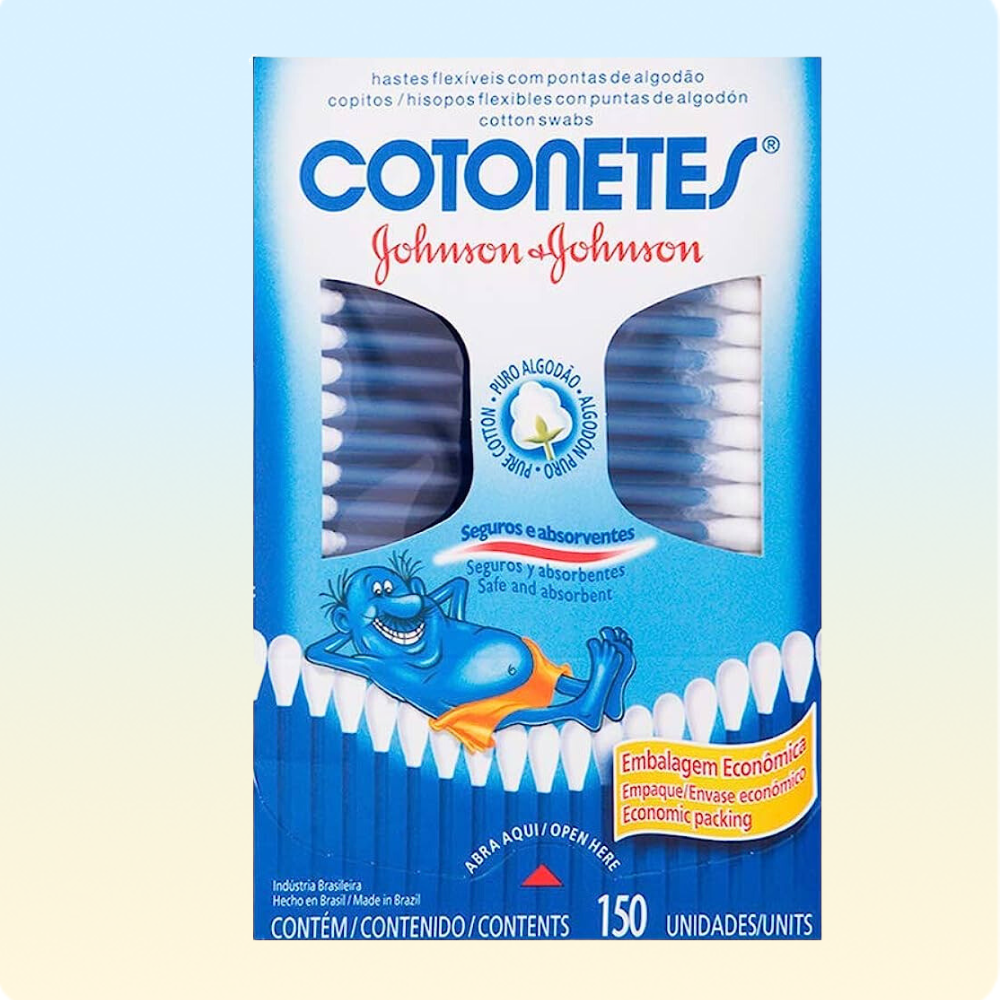 hastes flexíveis com pontas de algodão
copitos / hisopos flexibles con puntas de algodón
cotton swabs
COTONETES®
Johnson & Johnson
PURO ALGODÃO • ALGODÓN PURO • PURE COTTON •
Seguros e absorventes
Seguros y absorbentes
Safe and absorbent
Embalagem Econômica
Empaque/Envase económico
Economic packing
ABRA AQUI / OPEN HERE
Indústria Brasileira
Hecho en Brasil / Made in Brazil
CONTÉM / CONTENIDO / CONTENTS 150 UNIDADES/UNITS